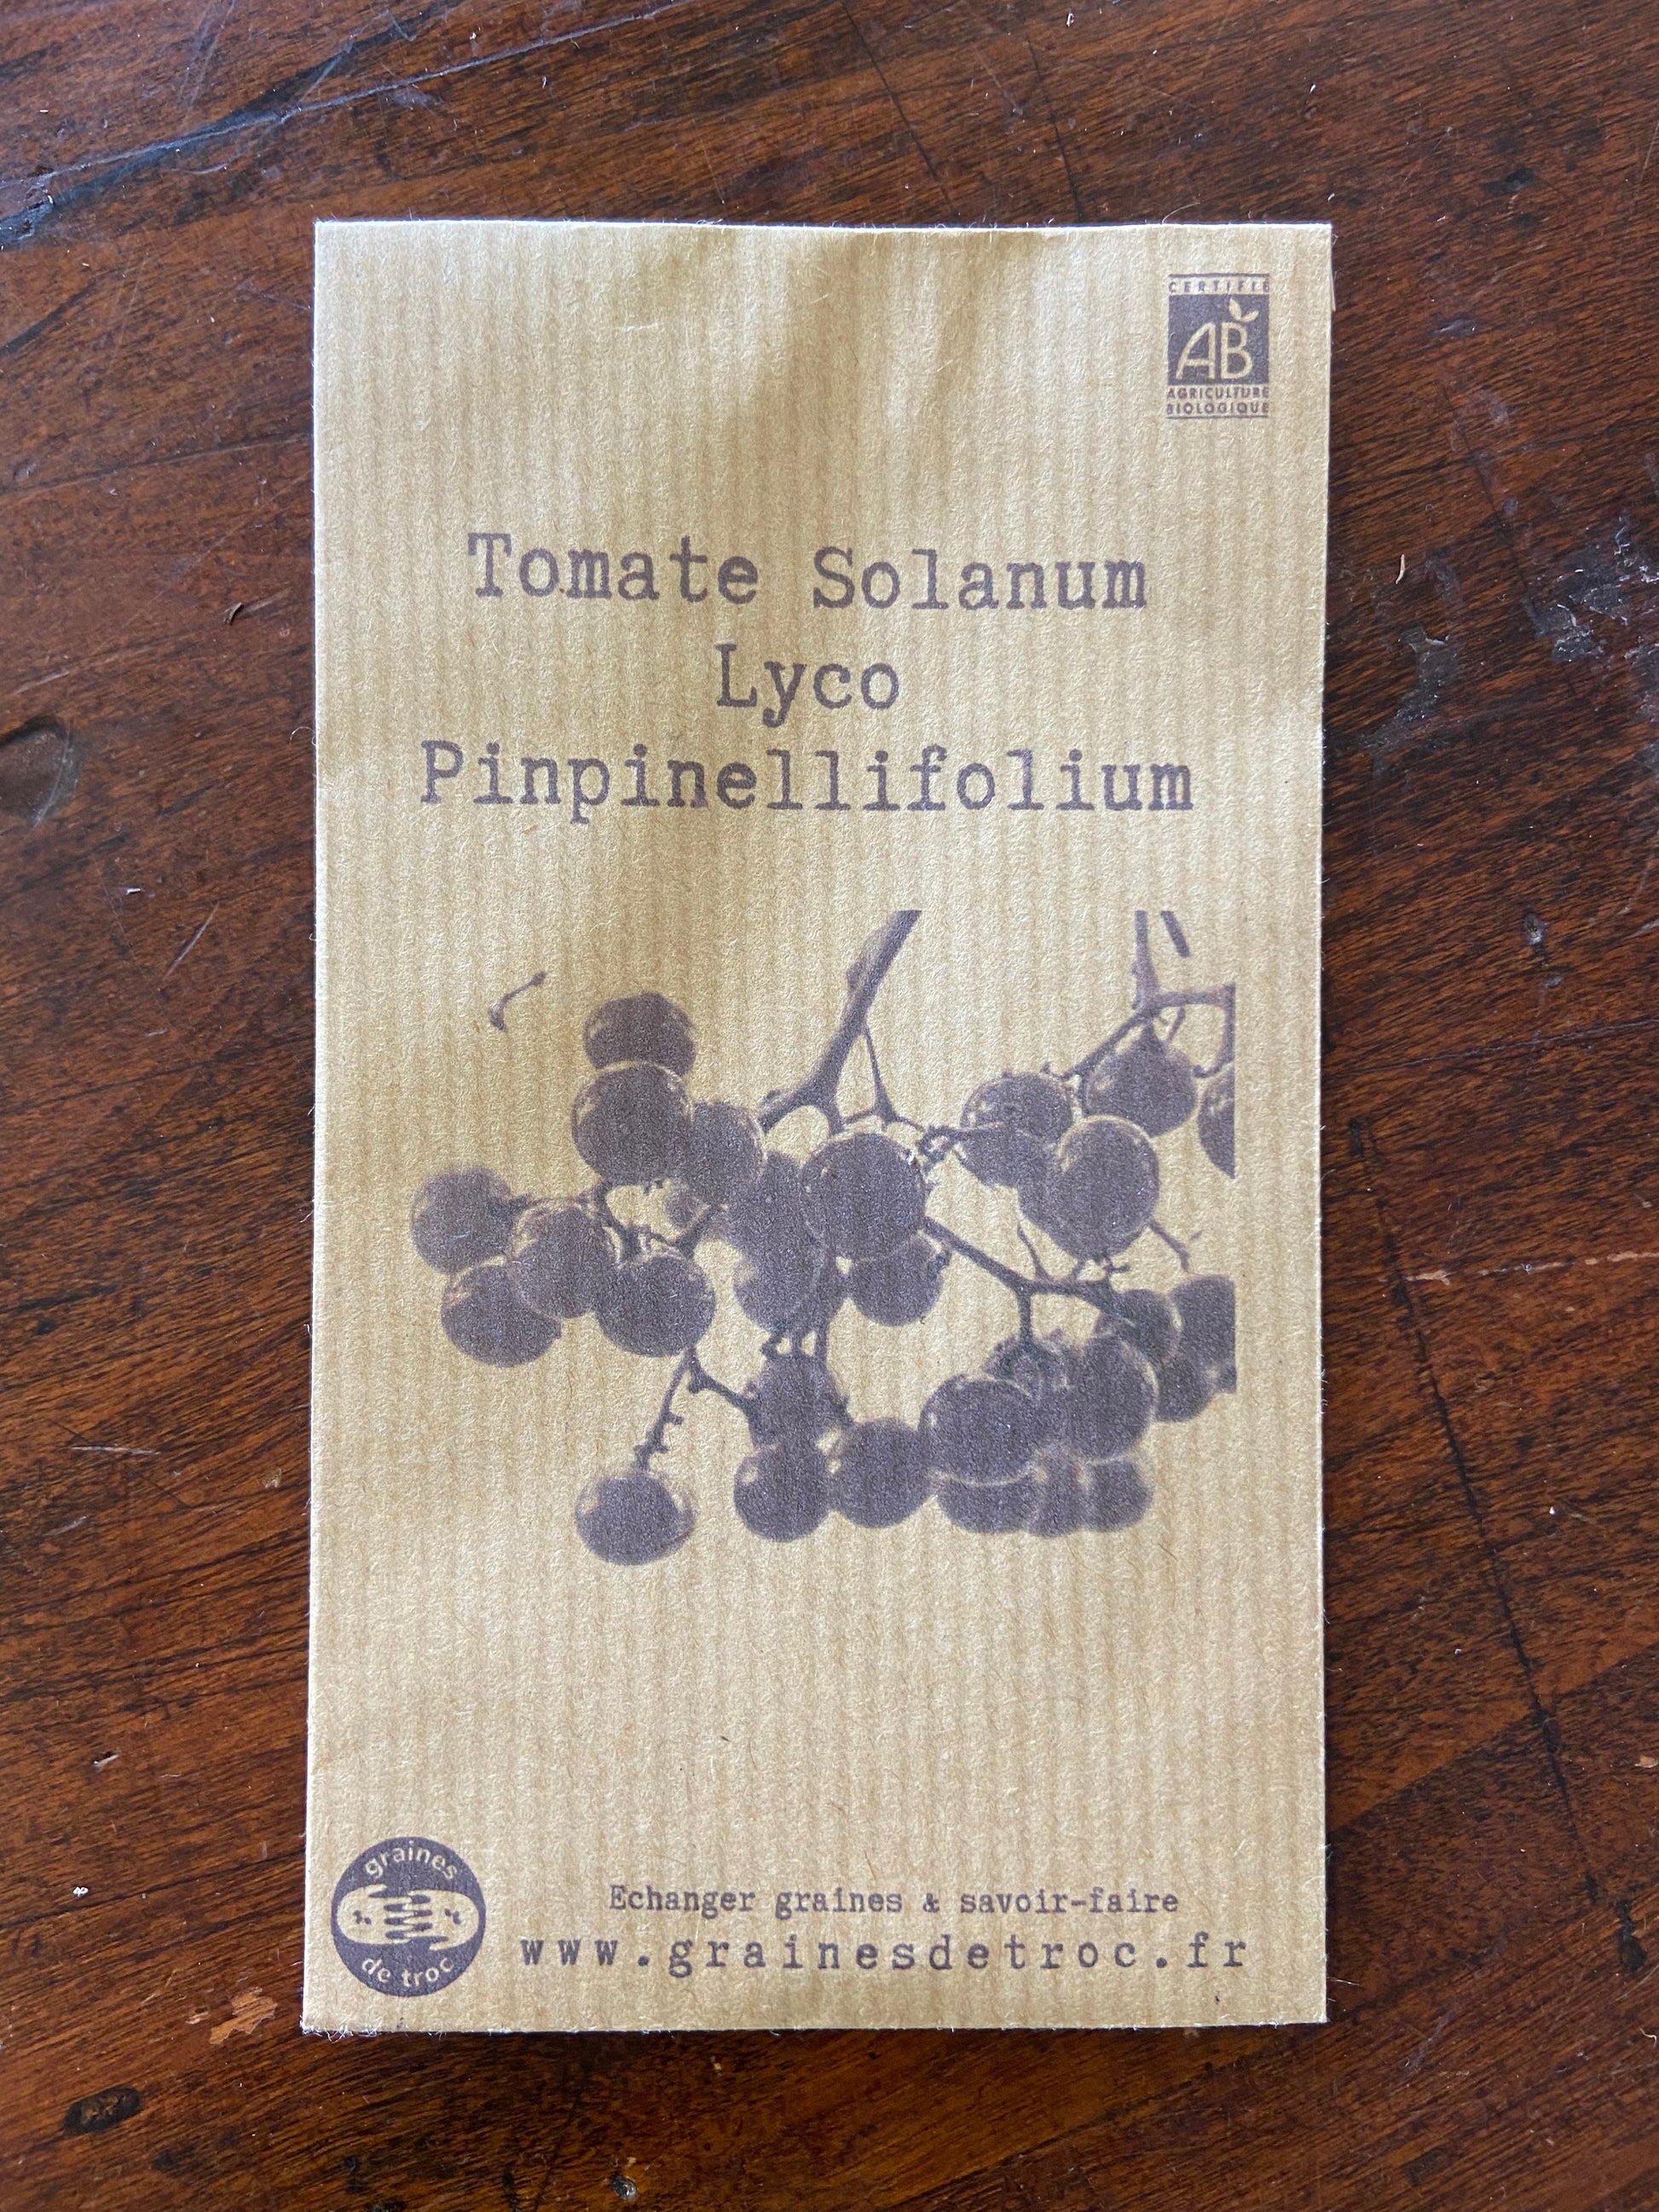 CERTIFIÉ
AB
AGRICULTURE
BIOLOGIQUE
Tomate Solanum
Lyco
Pinpinellifolium
graines
de troc
Echanger graines & savoir-faire
www.grainesdetroc.fr